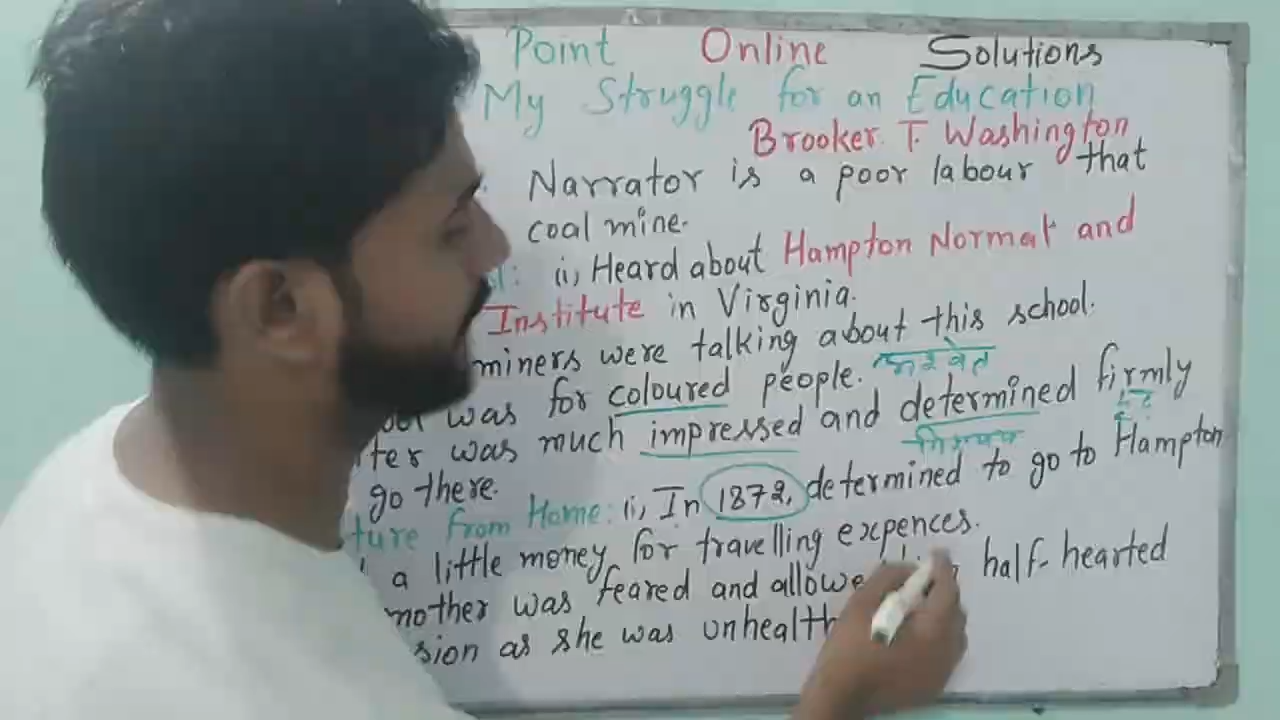 Point Online Solutions
My Struggle for an Education
Brooker. T. Washington
Narrator is a poor labour that
coal mine.
(i) Heard about Hampton Normal and
Institute in Virginia.
miners were talking about this school.
was for coloured people.
was much impressed and determined firmly
दृढ़
go there.
निश्चय
ture from Home: (i) In 1872, determined to go to Hampton
a little money for travelling expences.
mother was feared and allowe half-hearted
sion as she was unhealth